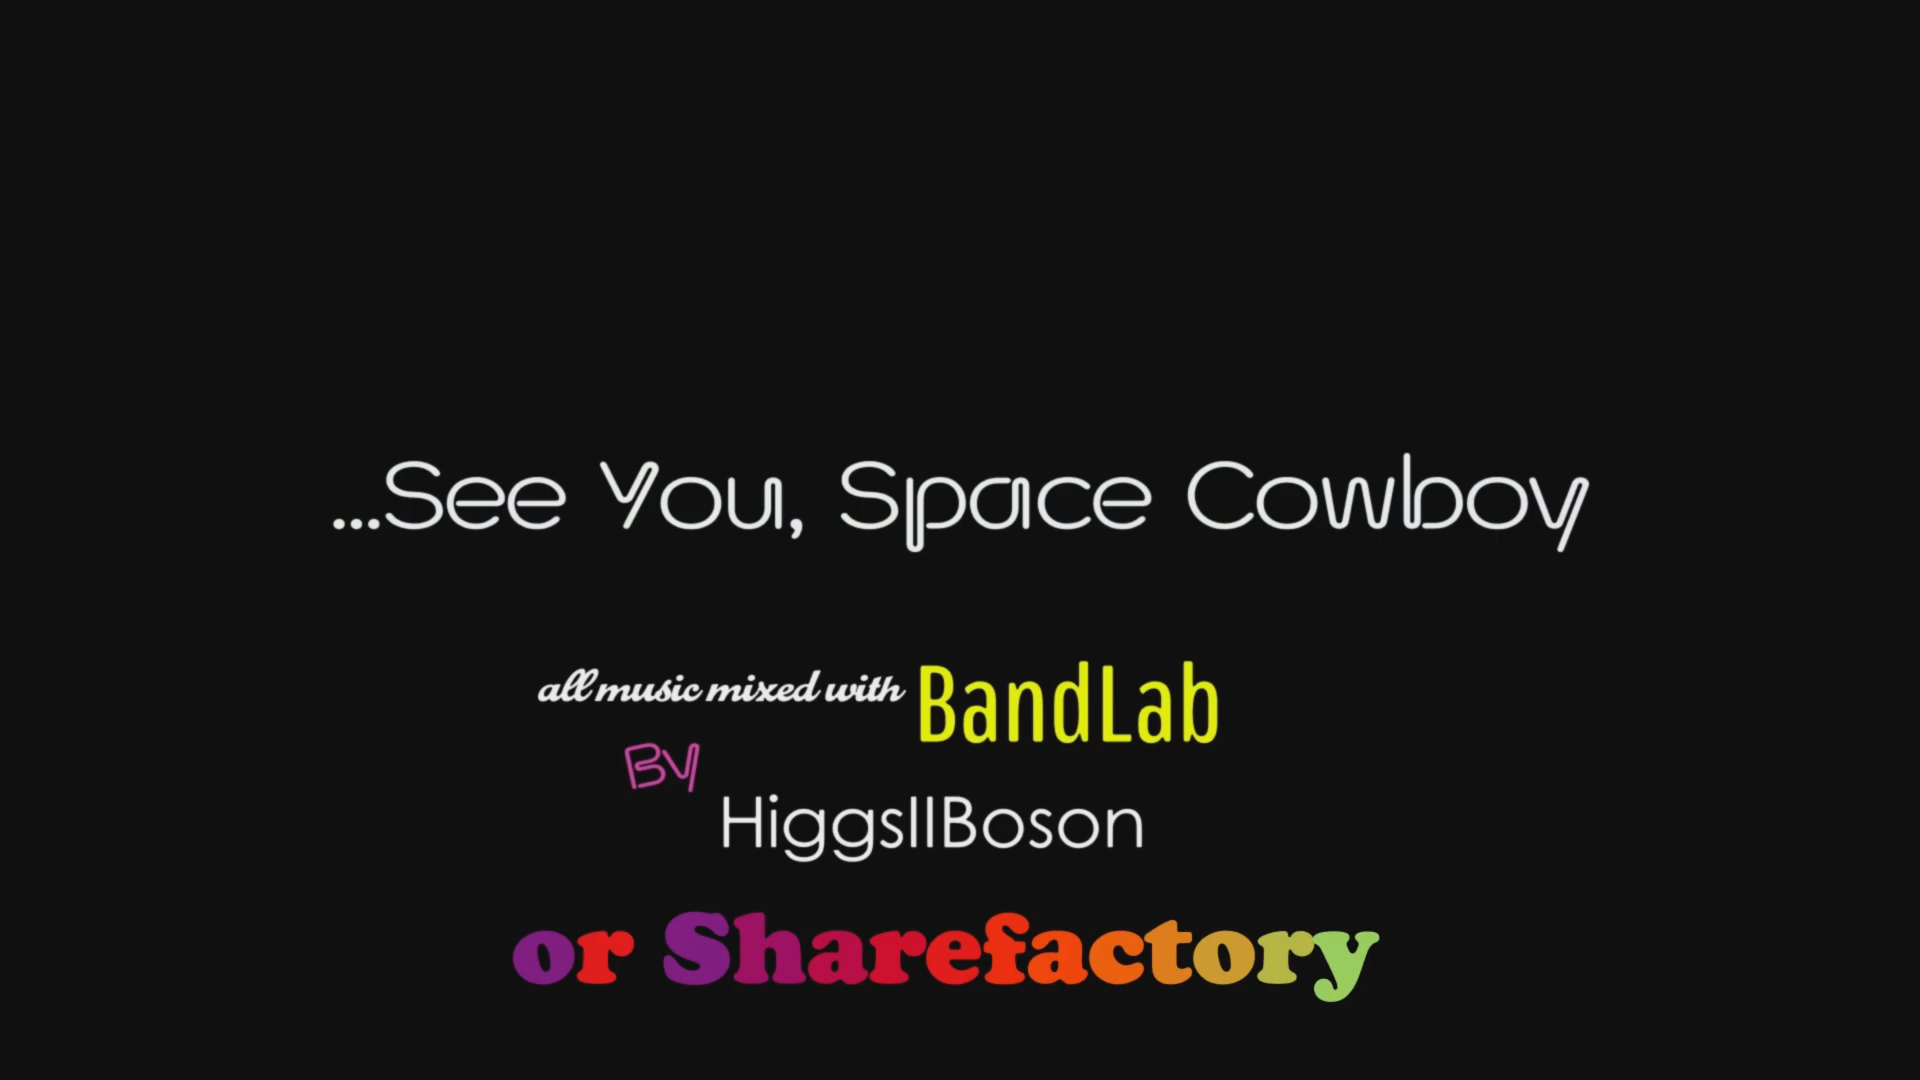 ...See You, Space Cowboy
all music mixed with BandLab
By
HiggsIIBoson
or Sharefactory